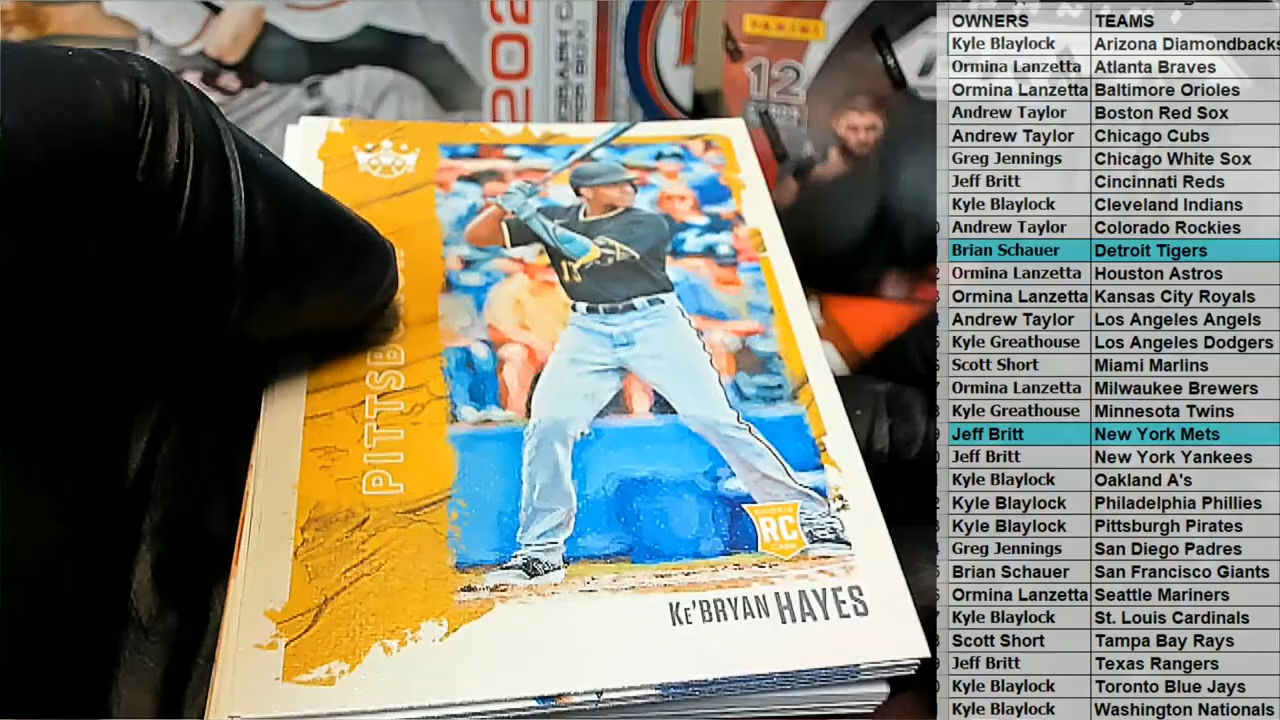 202
PANINI
12
PITTSB
RC
KE'BRYAN HAYES
OWNERS TEAMS
Kyle Blaylock Arizona Diamondbacks
Ormina Lanzetta Atlanta Braves
Ormina Lanzetta Baltimore Orioles
Andrew Taylor Boston Red Sox
Andrew Taylor Chicago Cubs
Greg Jennings Chicago White Sox
Jeff Britt Cincinnati Reds
Kyle Blaylock Cleveland Indians
Andrew Taylor Colorado Rockies
Brian Schauer Detroit Tigers
Ormina Lanzetta Houston Astros
Ormina Lanzetta Kansas City Royals
Andrew Taylor Los Angeles Angels
Kyle Greathouse Los Angeles Dodgers
Scott Short Miami Marlins
Ormina Lanzetta Milwaukee Brewers
Kyle Greathouse Minnesota Twins
Jeff Britt New York Mets
Jeff Britt New York Yankees
Kyle Blaylock Oakland A's
Kyle Blaylock Philadelphia Phillies
Kyle Blaylock Pittsburgh Pirates
Greg Jennings San Diego Padres
Brian Schauer San Francisco Giants
Ormina Lanzetta Seattle Mariners
Kyle Blaylock St. Louis Cardinals
Scott Short Tampa Bay Rays
Jeff Britt Texas Rangers
Kyle Blaylock Toronto Blue Jays
Kyle Blaylock Washington Nationals